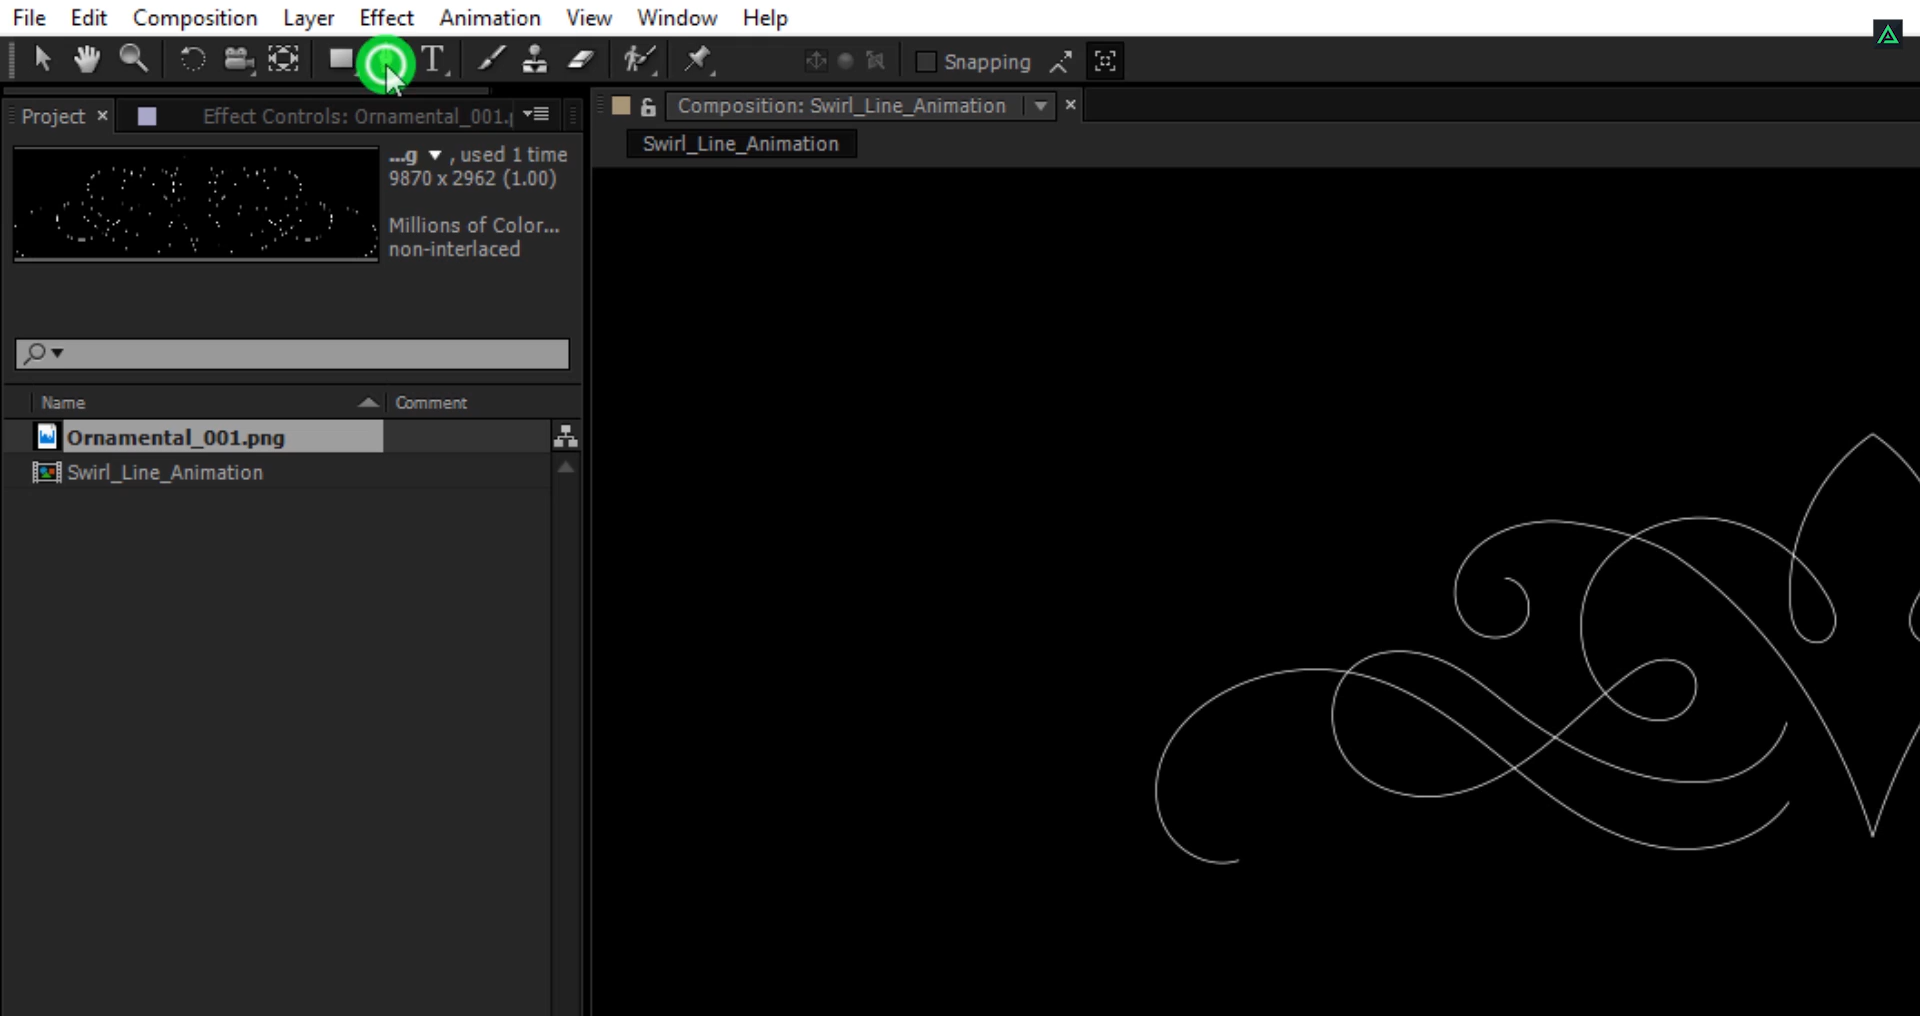 File Edit Composition Layer Effect Animation View Window Help
T Snapping
Project × Effect Controls: Ornamental_001.p
Composition: Swirl_Line_Animation ×
Swirl_Line_Animation
...g ▼ , used 1 time
9870 x 2962 (1.00)
Millions of Color...
non-interlaced
Name Comment
Ornamental_001.png
Swirl_Line_Animation